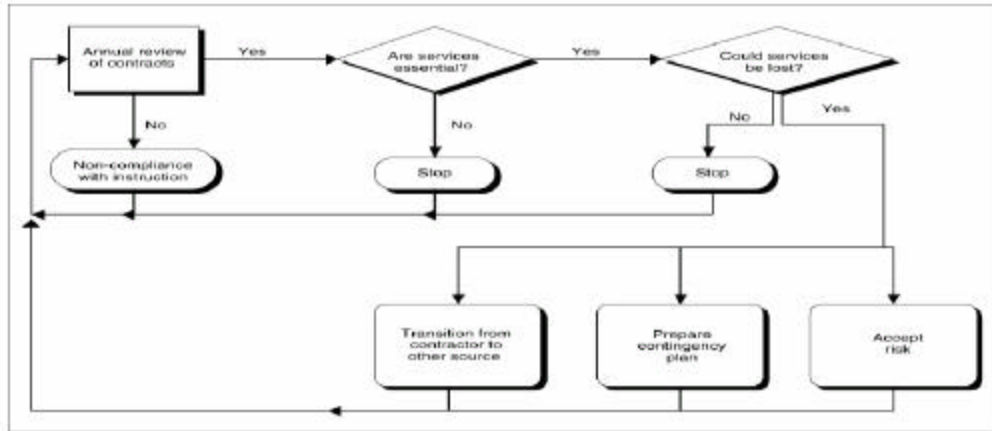 Annual review
of contracts
Yes
Are services
essential?
Yes
Could services
be lost?
No
No
No
Yes
Non-compliance
with instruction
Stop
Stop
Transition from
contractor to
other source
Prepare
contingency
plan
Accept
risk